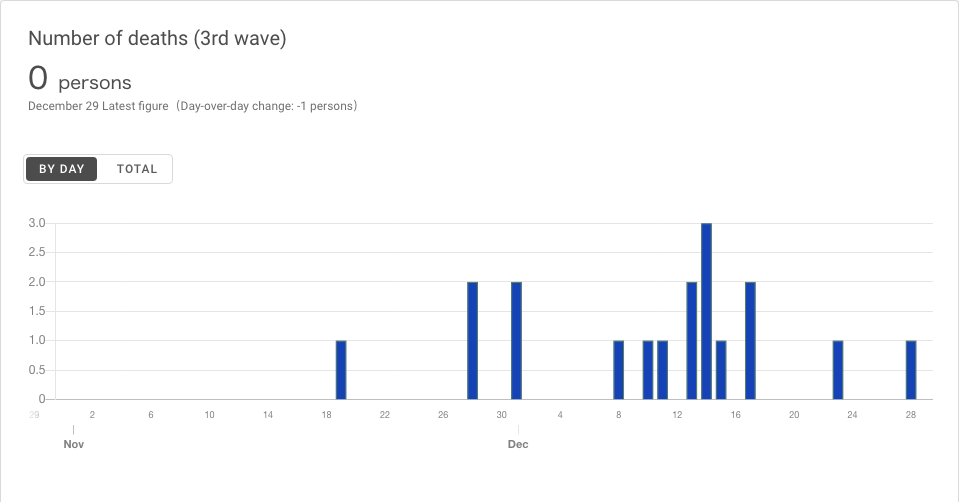 Number of deaths (3rd wave)
0 persons
December 29 Latest figure（Day-over-day change: -1 persons）
BY DAY TOTAL
3.0
2.5
2.0
1.5
1.0
0.5
0
29 2 6 10 14 18 22 26 30 4 8 12 16 20 24 28
Nov Dec